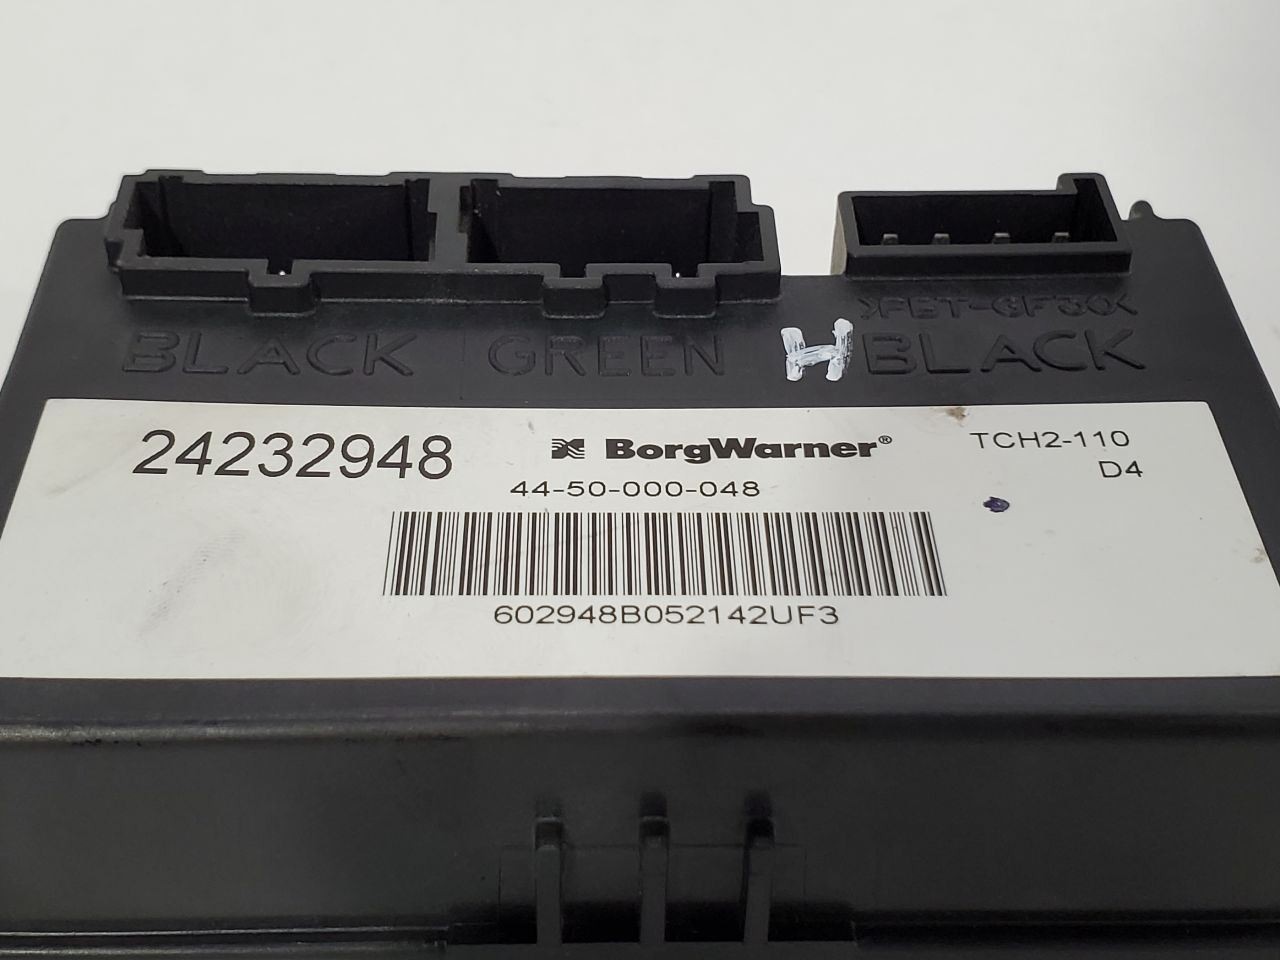 >PBT-GF30<
BLACK GREEN H BLACK
24232948 BorgWarner® TCH2-110
44-50-000-048 D4
602948B052142UF3